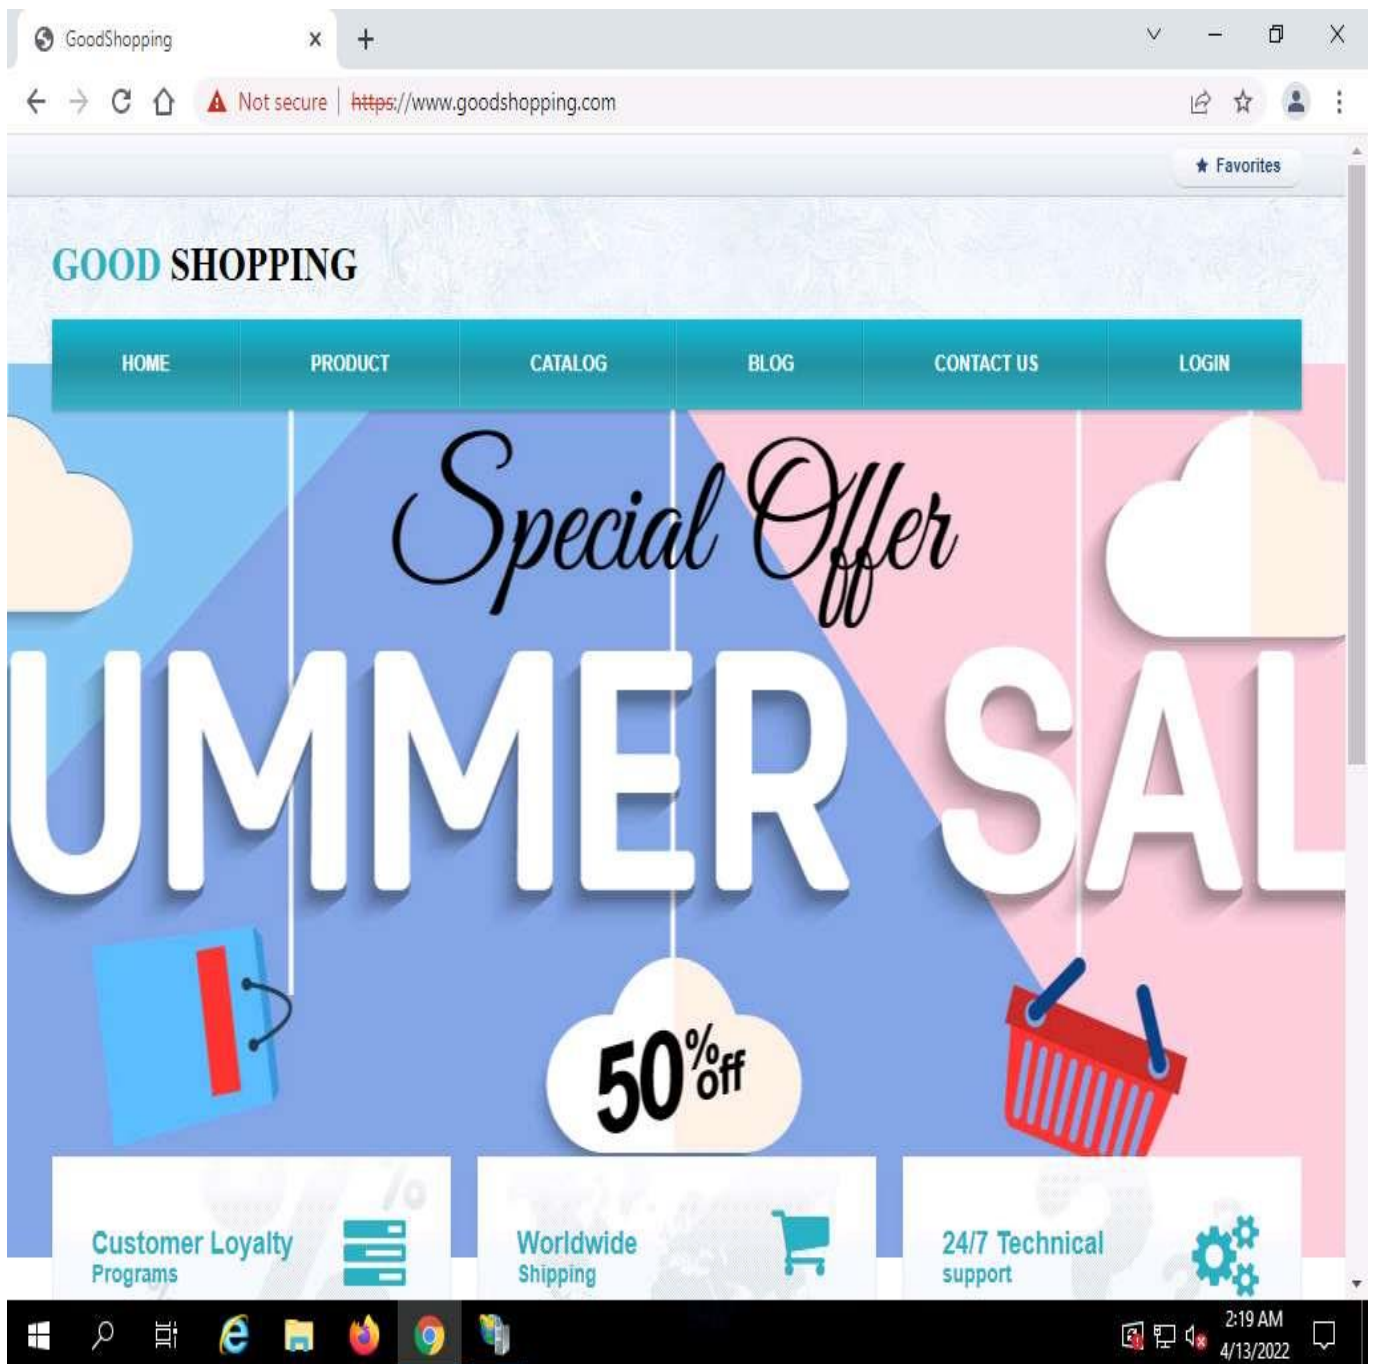 GoodShopping
Not secure | https://www.goodshopping.com
★ Favorites
GOOD SHOPPING
HOME PRODUCT CATALOG BLOG CONTACT US LOGIN
Special Offer
UMMER SAL
50% off
Customer Loyalty
Programs
Worldwide
Shipping
24/7 Technical
support
2:19 AM
4/13/2022